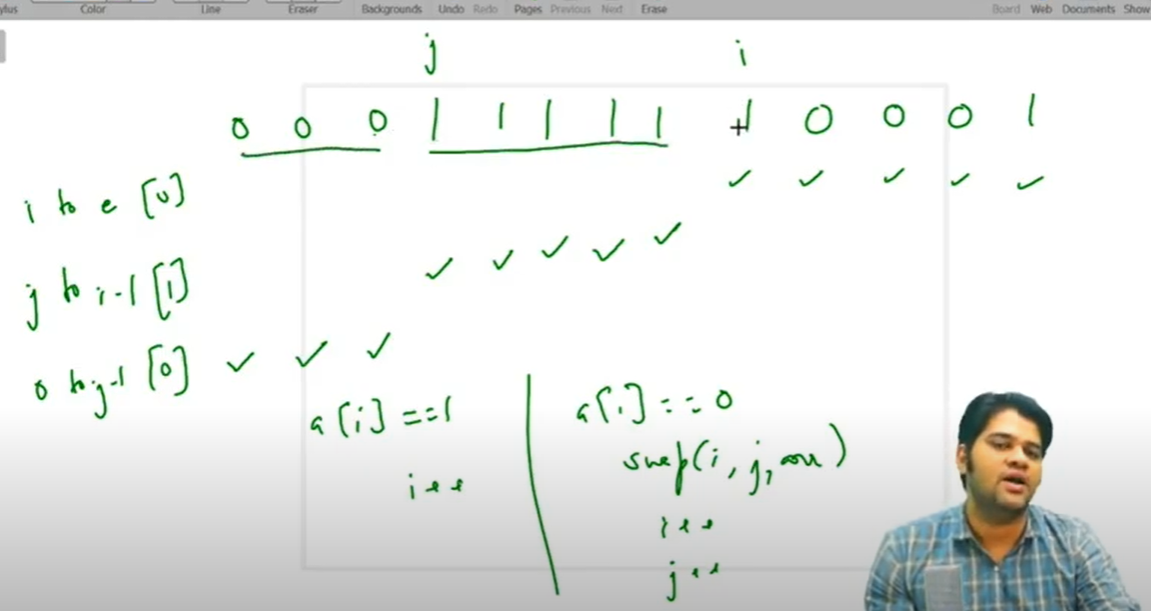 Color Line Eraser Backgrounds Undo Redo Pages Previous Next Erase Board Web Documents Show
j i
0 0 0 1 1 1 1 1 1 0 0 0 1
i to e [U]
j to i-1 [1]
0 to j-1 [0]
a[i]==1
i++
a[i]==0
swap(i, j, arr)
i++
j++